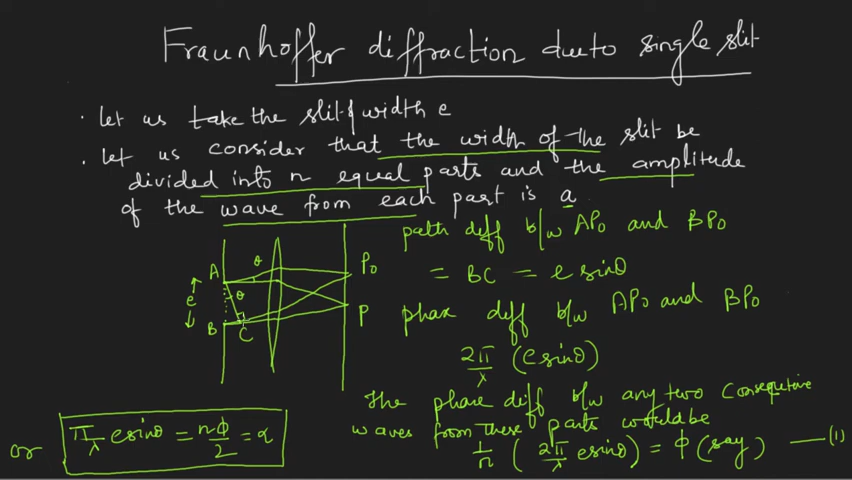 Fraunhoffer diffraction due to single slit
. Let us take the slit of width e
. Let us consider that the width of the slit be
divided into n equal parts and the amplitude
of the wave from each part is a
path diff b/w AP₀ and BP₀
= BC = e sinθ
phase diff b/w AP₀ and BP₀
2π/λ (e sinθ)
A θ P₀
e θ
B C P
The phase diff b/w any two Consequtive
waves from these parts would be
1/n ( 2π/λ e sinθ ) = ϕ (say) —(1)
or π/λ e sinθ = nϕ/2 = α